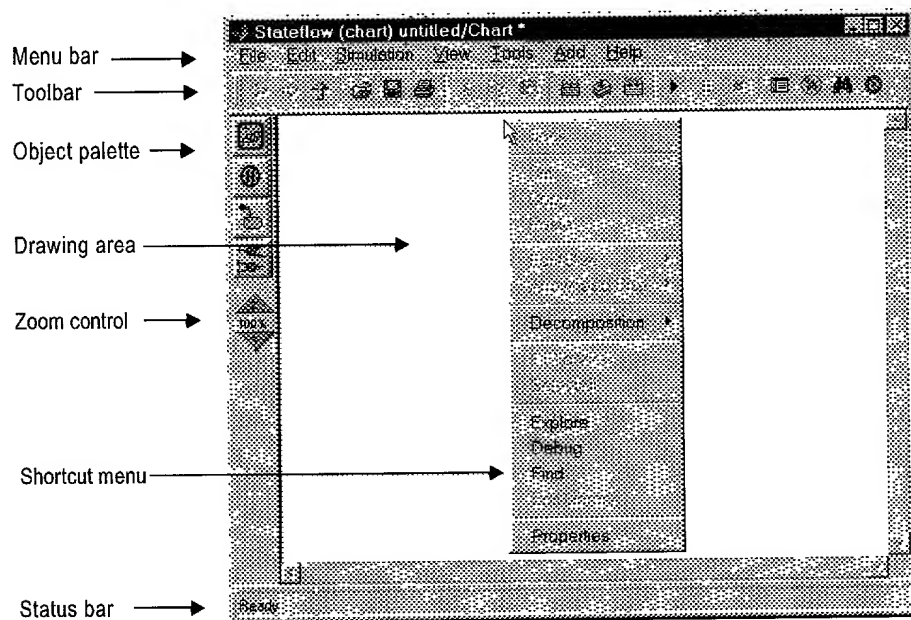 Stateflow (chart) untitled/Chart *
Menu bar
File Edit Simulation View Tools Add Help
Toolbar
Object palette
Drawing area
Zoom control
100%
Decomposition
Explore
Debug
Find
Shortcut menu
Properties
Status bar
Ready